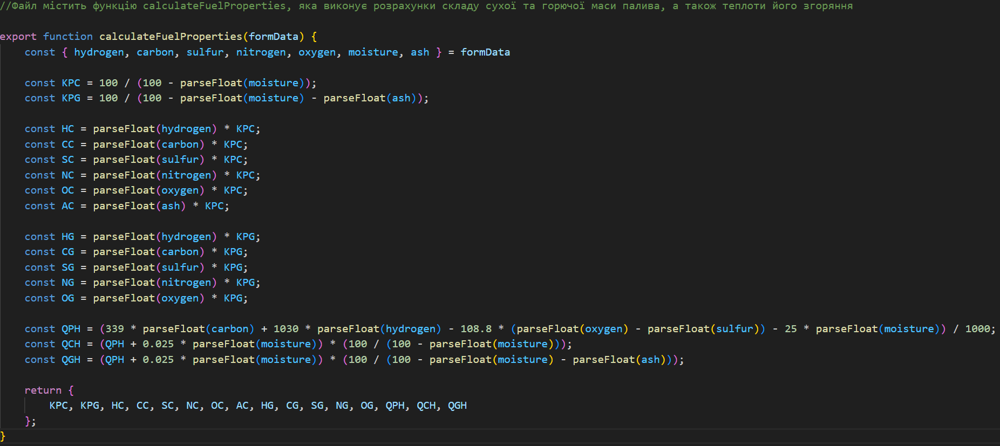 //Файл містить функцію calculateFuelProperties, яка виконує розрахунки складу сухої та горючої маси палива, а також теплоти його згоряння
export function calculateFuelProperties(formData) {
const { hydrogen, carbon, sulfur, nitrogen, oxygen, moisture, ash } = formData
const KPC = 100 / (100 - parseFloat(moisture));
const KPG = 100 / (100 - parseFloat(moisture) - parseFloat(ash));
const HC = parseFloat(hydrogen) * KPC;
const CC = parseFloat(carbon) * KPC;
const SC = parseFloat(sulfur) * KPC;
const NC = parseFloat(nitrogen) * KPC;
const OC = parseFloat(oxygen) * KPC;
const AC = parseFloat(ash) * KPC;
const HG = parseFloat(hydrogen) * KPG;
const CG = parseFloat(carbon) * KPG;
const SG = parseFloat(sulfur) * KPG;
const NG = parseFloat(nitrogen) * KPG;
const OG = parseFloat(oxygen) * KPG;
const QPH = (339 * parseFloat(carbon) + 1030 * parseFloat(hydrogen) - 108.8 * (parseFloat(oxygen) - parseFloat(sulfur)) - 25 * parseFloat(moisture)) / 1000;
const QCH = (QPH + 0.025 * parseFloat(moisture)) * (100 / (100 - parseFloat(moisture)));
const QGH = (QPH + 0.025 * parseFloat(moisture)) * (100 / (100 - parseFloat(moisture) - parseFloat(ash)));
return {
KPC, KPG, HC, CC, SC, NC, OC, AC, HG, CG, SG, NG, OG, QPH, QCH, QGH
};
}